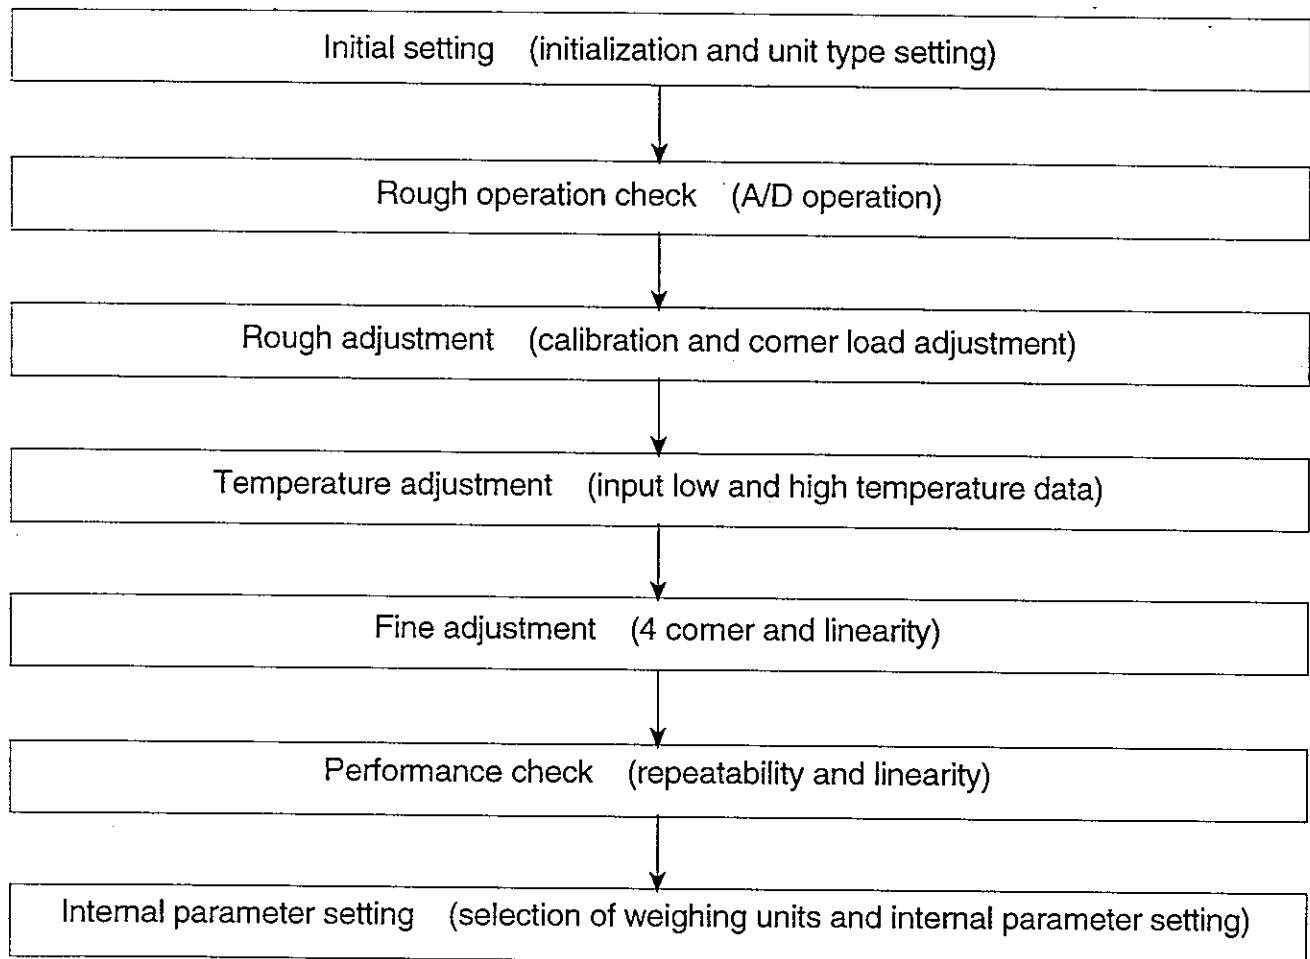 Initial setting (initialization and unit type setting)
Rough operation check (A/D operation)
Rough adjustment (calibration and corner load adjustment)
Temperature adjustment (input low and high temperature data)
Fine adjustment (4 corner and linearity)
Performance check (repeatability and linearity)
Internal parameter setting (selection of weighing units and internal parameter setting)